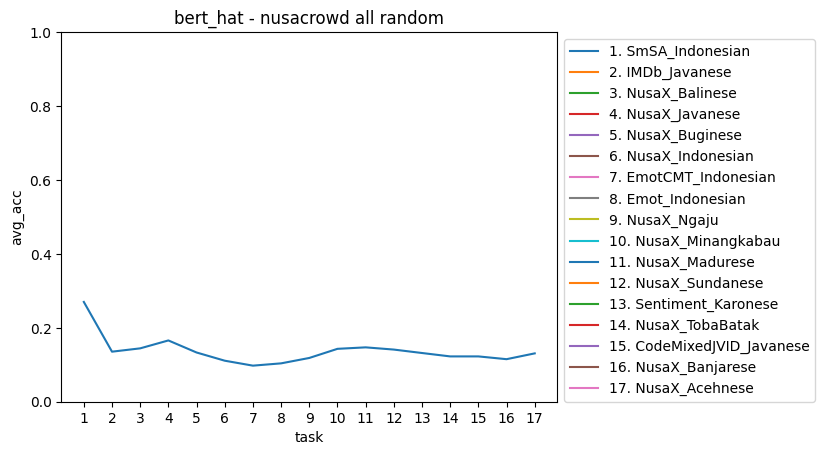 bert_hat - nusacrowd all random
1.0
0.8
0.6
0.4
0.2
0.0
avg_acc
1 2 3 4 5 6 7 8 9 10 11 12 13 14 15 16 17
task
1. SmSA_Indonesian
2. IMDb_Javanese
3. NusaX_Balinese
4. NusaX_Javanese
5. NusaX_Buginese
6. NusaX_Indonesian
7. EmotCMT_Indonesian
8. Emot_Indonesian
9. NusaX_Ngaju
10. NusaX_Minangkabau
11. NusaX_Madurese
12. NusaX_Sundanese
13. Sentiment_Karonese
14. NusaX_TobaBatak
15. CodeMixedJVID_Javanese
16. NusaX_Banjarese
17. NusaX_Acehnese